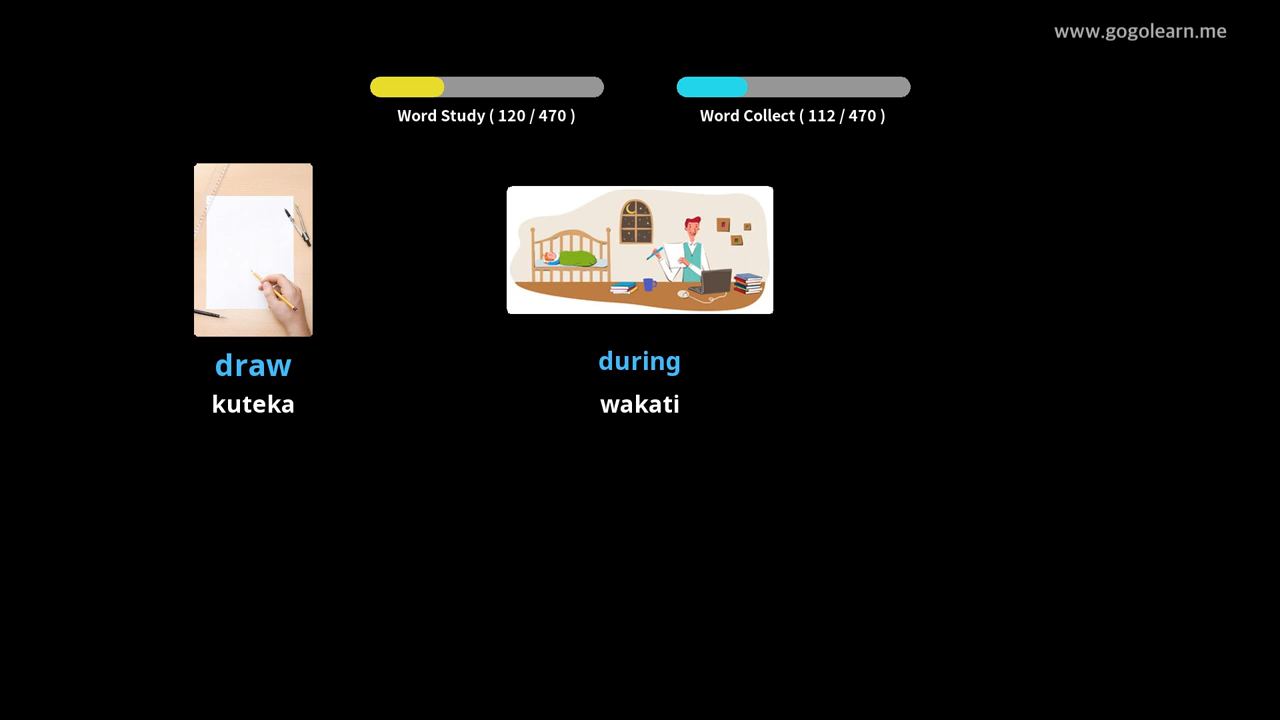 www.gogolearn.me
Word Study ( 120 / 470 )
Word Collect ( 112 / 470 )
draw
kuteka
during
wakati